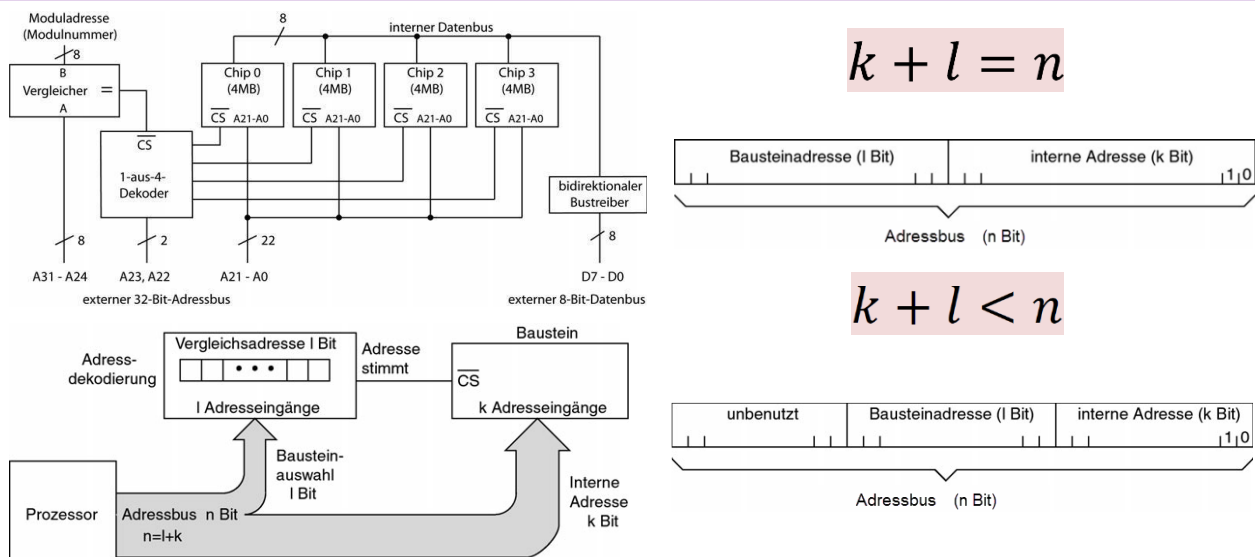 Moduladresse
(Modulnummer)
8
B
Vergleicher =
A
8
interner Datenbus
Chip 0
(4MB)
CS A21-A0
Chip 1
(4MB)
CS A21-A0
Chip 2
(4MB)
CS A21-A0
Chip 3
(4MB)
CS A21-A0
CS
1-aus-4-
Dekoder
bidirektionaler
Bustreiber
8
2
22
8
A31 - A24
A23, A22
A21 - A0
D7 - D0
externer 32-Bit-Adressbus
externer 8-Bit-Datenbus
Adress-
dekodierung
Vergleichsadresse l Bit
l Adresseingänge
Adresse
stimmt
Baustein
CS
k Adresseingänge
Baustein-
auswahl
l Bit
Interne
Adresse
k Bit
Prozessor
Adressbus n Bit
n=l+k
k + l = n
Bausteinadresse (l Bit)
interne Adresse (k Bit)
1 0
Adressbus (n Bit)
k + l < n
unbenutzt
Bausteinadresse (l Bit)
interne Adresse (k Bit)
1 0
Adressbus (n Bit)